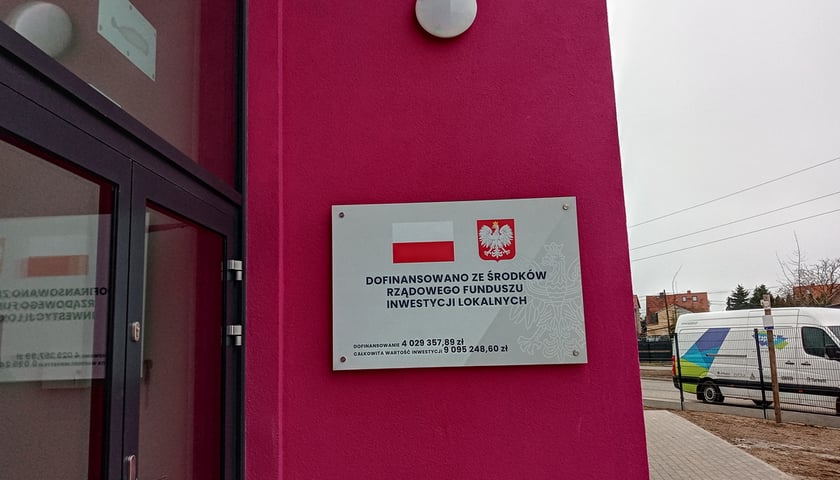 DOFINANSOWANO ZE ŚRODKÓW
RZĄDOWEGO FUNDUSZU
INWESTYCJI LOKALNYCH
DOFINANSOWANIE 4 029 357,89 zł
CAŁKOWITA WARTOŚĆ INWESTYCJI 9 095 248,60 zł